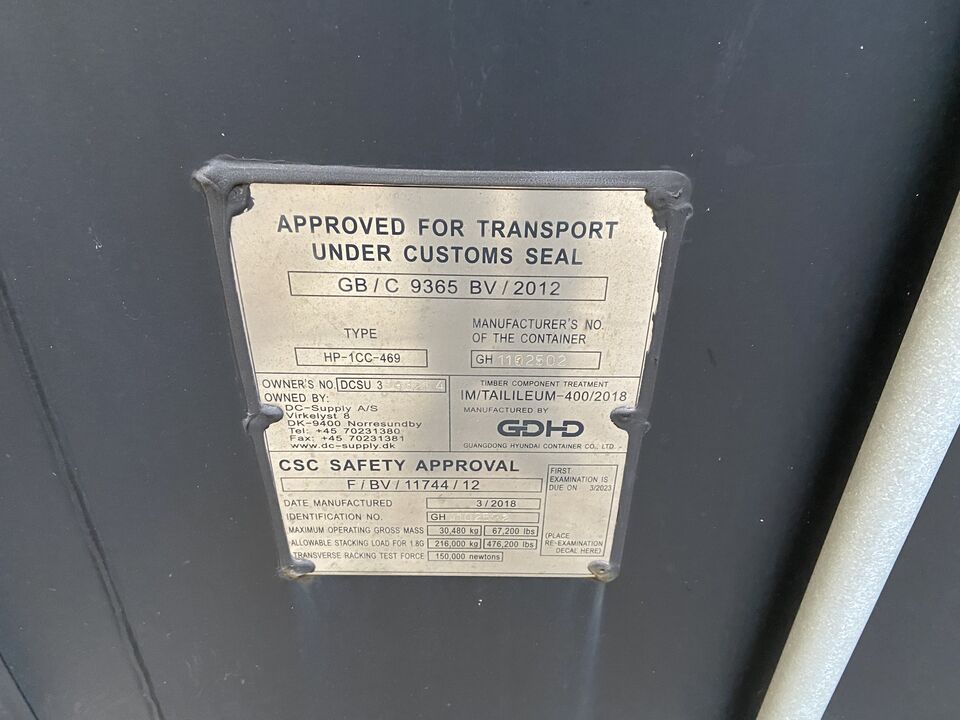 APPROVED FOR TRANSPORT
UNDER CUSTOMS SEAL
GB/C 9365 BV/2012
TYPE
HP-1CC-469
MANUFACTURER'S NO.
OF THE CONTAINER
GH 1102502
OWNER'S NO. DCSU 3
OWNED BY:
DC-Supply A/S
Virkelyst 8
DK-9400 Norresundby
Tel: +45 70231380
Fax: +45 70231381
www.dc-supply.dk
TIMBER COMPONENT TREATMENT
IM/TAILILEUM-400/2018
MANUFACTURED BY
GDHD
GUANGDONG HYUNDAI CONTAINER CO., LTD.
CSC SAFETY APPROVAL
F/BV/11744/12
DATE MANUFACTURED 3/2018
IDENTIFICATION NO. GH
MAXIMUM OPERATING GROSS MASS 30,480 kg 67,200 lbs
ALLOWABLE STACKING LOAD FOR 1.8G 216,000 kg 476,200 lbs
TRANSVERSE RACKING TEST FORCE 150,000 newtons
FIRST
EXAMINATION IS
DUE ON 3/2023
(PLACE
RE-EXAMINATION
DECAL HERE)